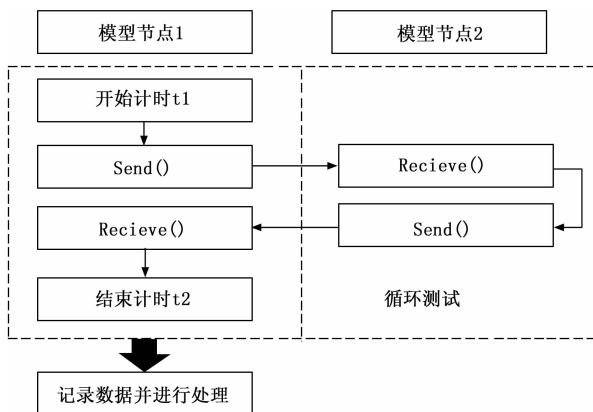 模型节点1
模型节点2
开始计时t1
Send()
Recieve()
Recieve()
Send()
结束计时t2
循环测试
记录数据并进行处理